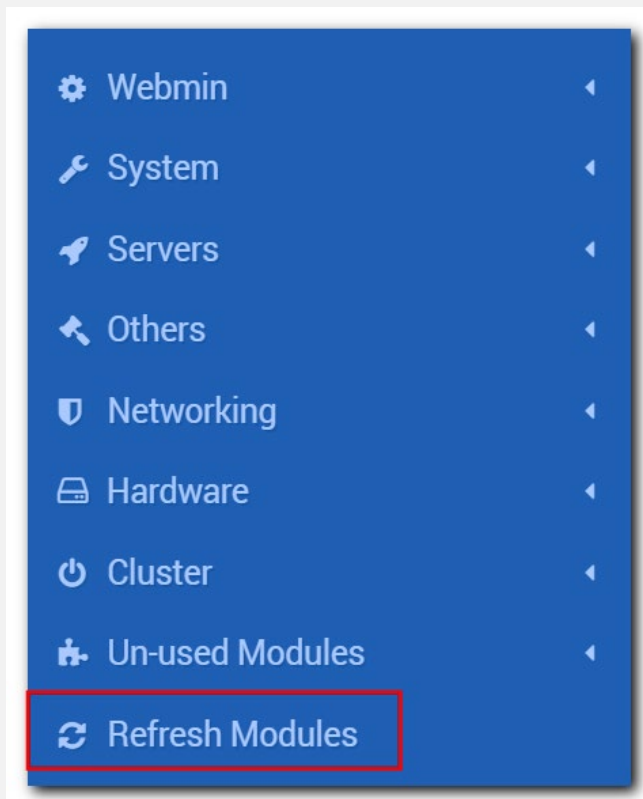 Webmin
System
Servers
Others
Networking
Hardware
Cluster
Un-used Modules
Refresh Modules